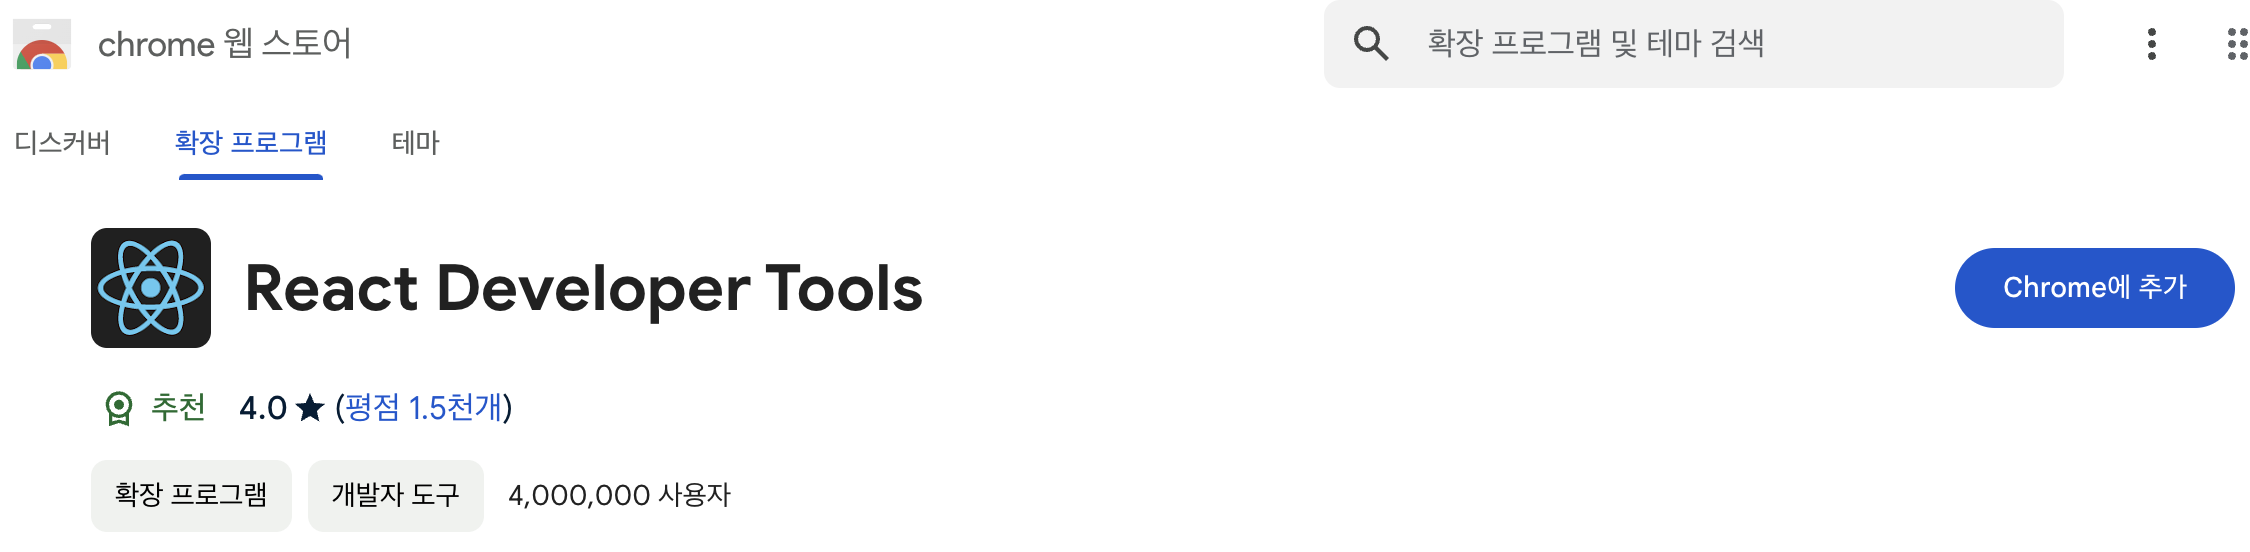 chrome 웹 스토어
확장 프로그램 및 테마 검색
디스커버 확장 프로그램 테마
React Developer Tools
Chrome에 추가
추천 4.0 ★ (평점 1.5천개)
확장 프로그램 개발자 도구 4,000,000 사용자